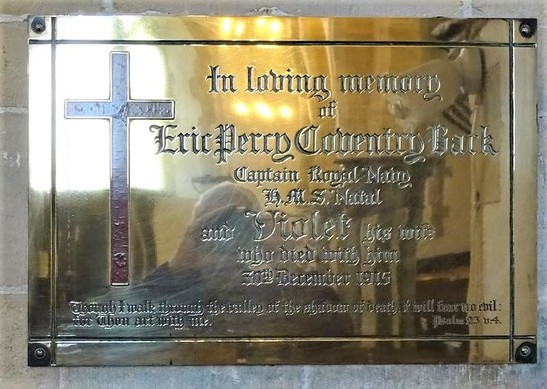 In loving memory
of
Eric Percy Coventry Back
Captain Royal Navy
H.M.S. Natal
and Violet his wife
who died with him
30th December 1915
Though I walk through the valley of the shadow of death, I will fear no evil:
for Thou art with me. Psalm 23. v.4.